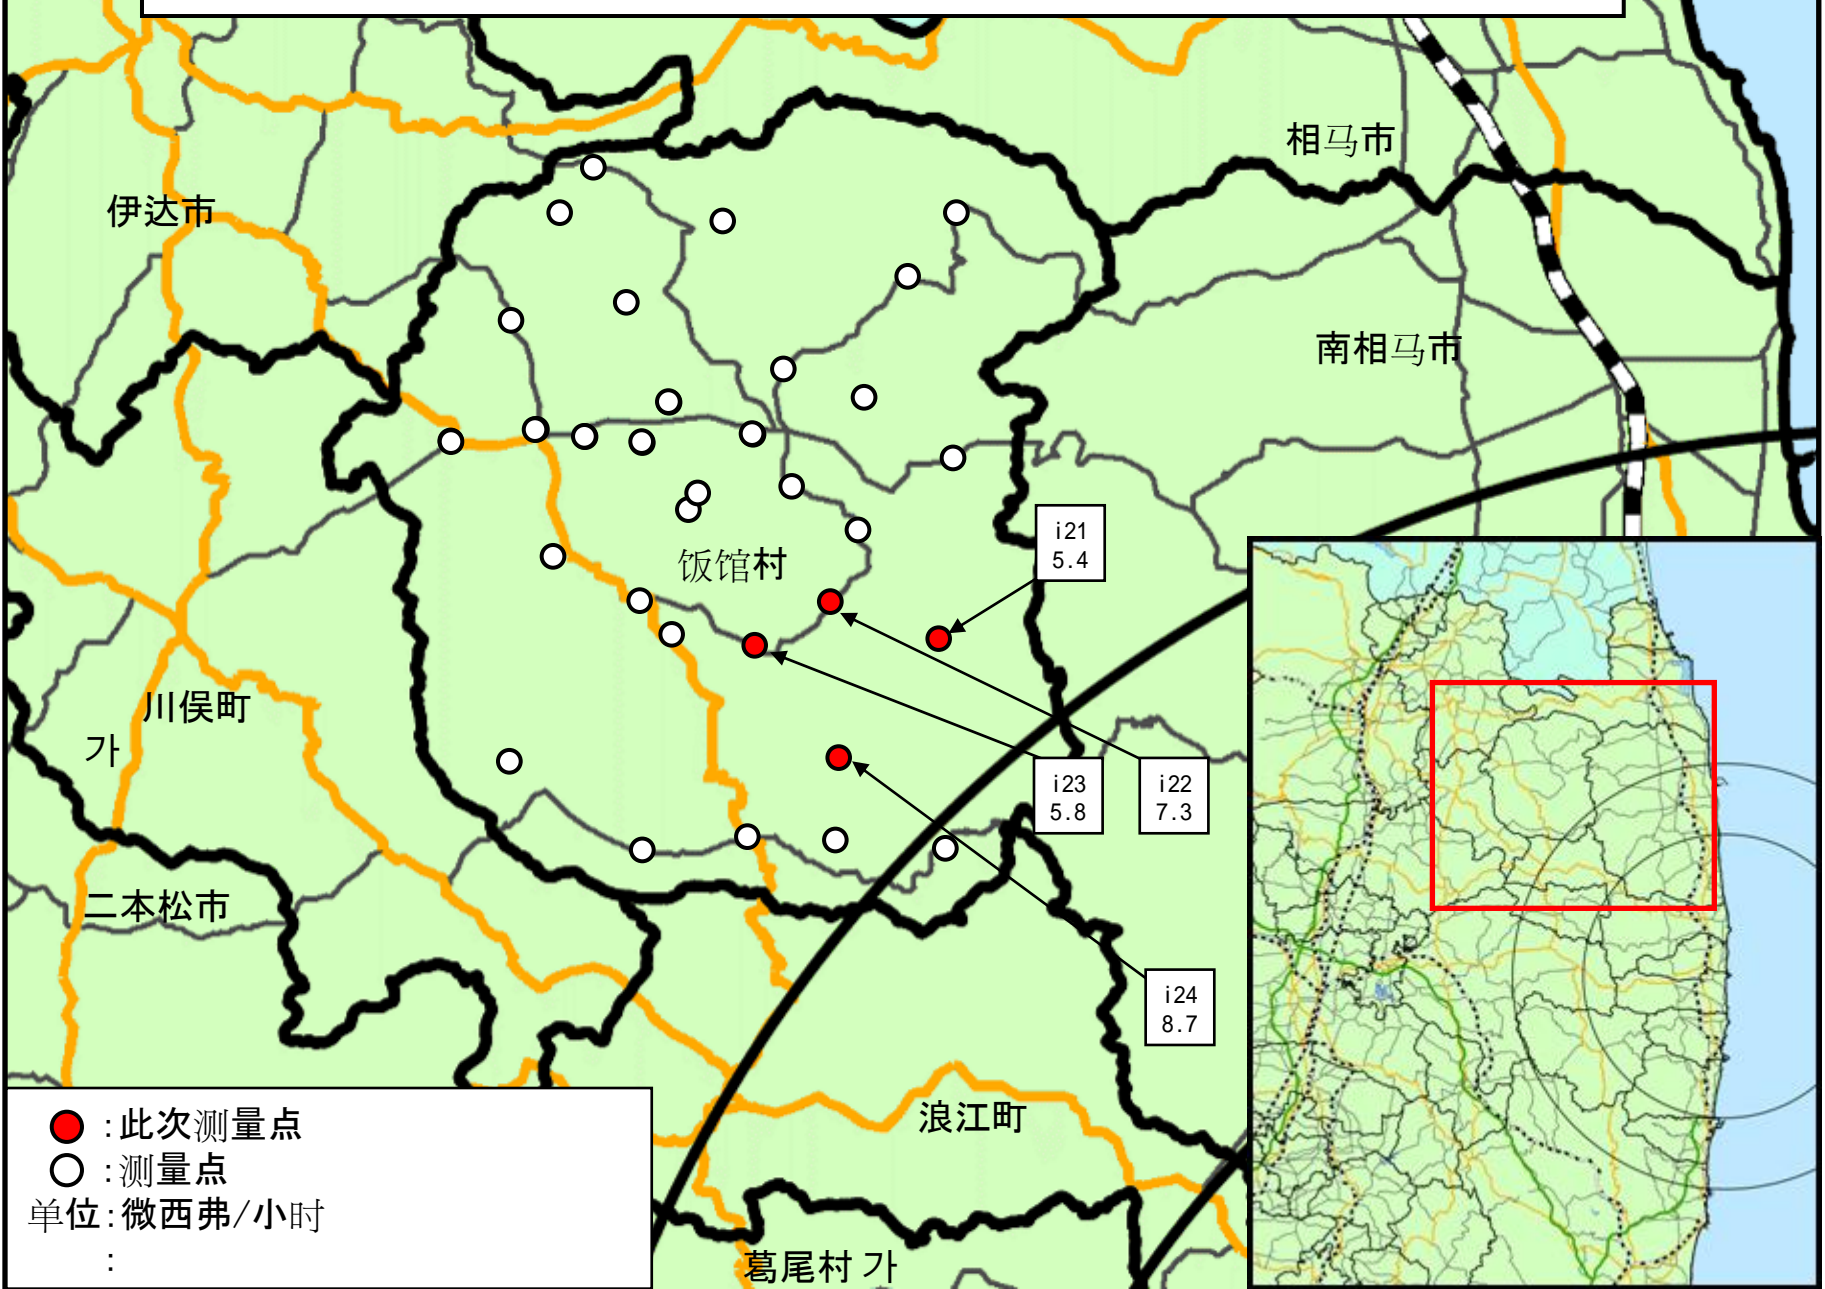 相马市
伊达市
南相马市
i21
5.4
饭馆村
川俣町
가
i23
5.8
i22
7.3
二本松市
i24
8.7
浪江町
:此次测量点
:测量点
单位:微西弗/小时
:
葛尾村 가